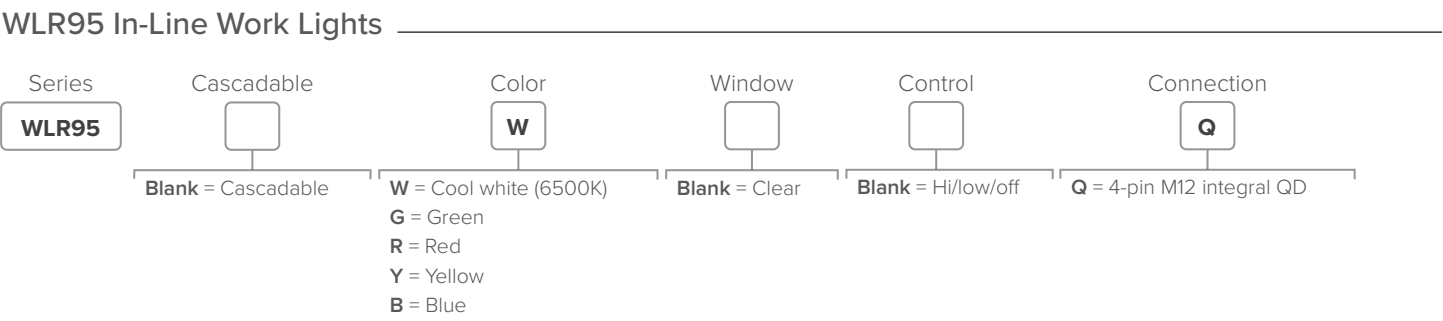 WLR95 In-Line Work Lights
Series Cascadable Color Window Control Connection
WLR95 W Q
Blank = Cascadable W = Cool white (6500K) Blank = Clear Blank = Hi/low/off Q = 4-pin M12 integral QD
G = Green
R = Red
Y = Yellow
B = Blue